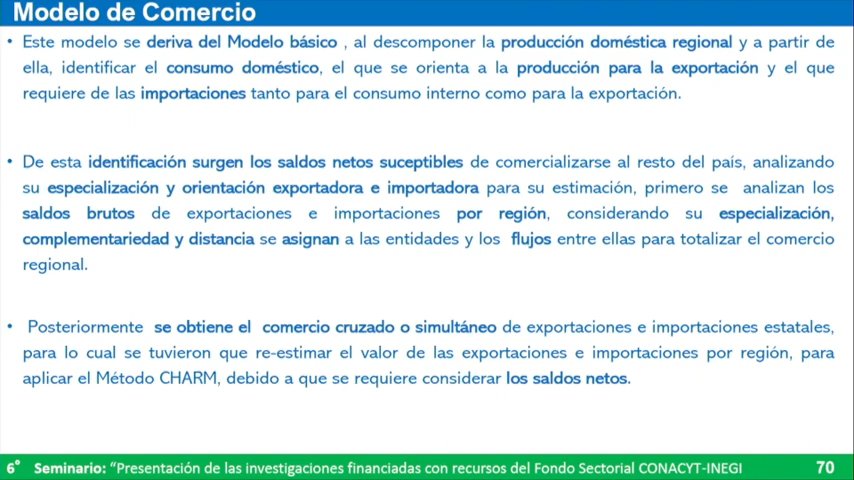 Modelo de Comercio
• Este modelo se deriva del Modelo básico , al descomponer la producción doméstica regional y a partir de
ella, identificar el consumo doméstico, el que se orienta a la producción para la exportación y el que
requiere de las importaciones tanto para el consumo interno como para la exportación.
• De esta identificación surgen los saldos netos suceptibles de comercializarse al resto del país, analizando
su especialización y orientación exportadora e importadora para su estimación, primero se analizan los
saldos brutos de exportaciones e importaciones por región, considerando su especialización,
complementariedad y distancia se asignan a las entidades y los flujos entre ellas para totalizar el comercio
regional.
• Posteriormente se obtiene el comercio cruzado o simultáneo de exportaciones e importaciones estatales,
para lo cual se tuvieron que re-estimar el valor de las exportaciones e importaciones por región, para
aplicar el Método CHARM, debido a que se requiere considerar los saldos netos.
6° Seminario: “Presentación de las investigaciones financiadas con recursos del Fondo Sectorial CONACYT-INEGI 70